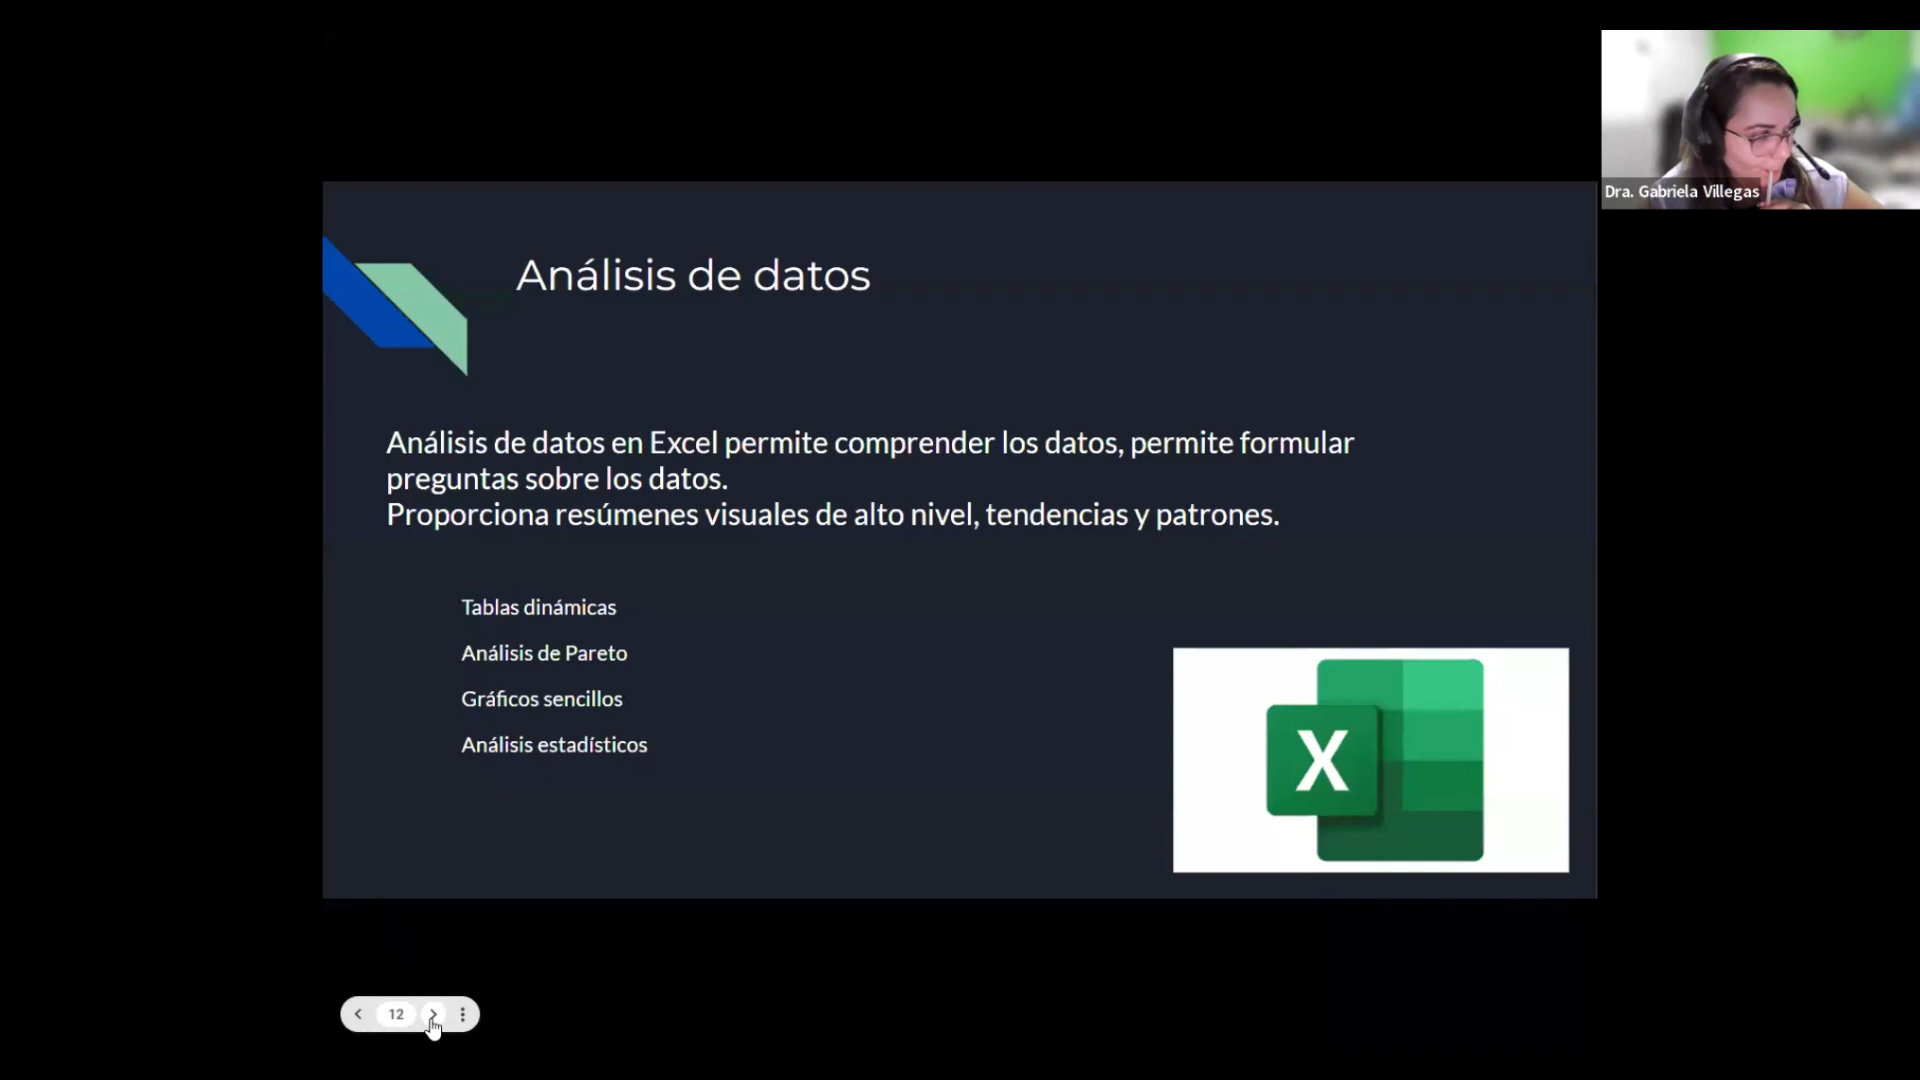 Dra. Gabriela Villegas
Análisis de datos
Análisis de datos en Excel permite comprender los datos, permite formular
preguntas sobre los datos.
Proporciona resúmenes visuales de alto nivel, tendencias y patrones.
Tablas dinámicas
Análisis de Pareto
Gráficos sencillos
Análisis estadísticos
X
12